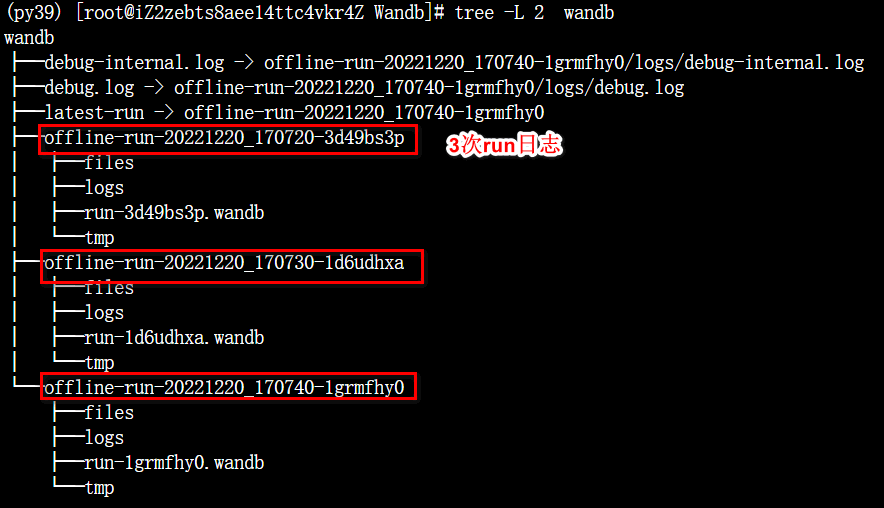 (py39) [root@iZ2zebts8aee14ttc4vkr4Z Wandb]# tree -L 2  wandb
wandb
├──debug-internal.log -> offline-run-20221220_170740-1grmfhy0/logs/debug-internal.log
├──debug.log -> offline-run-20221220_170740-1grmfhy0/logs/debug.log
├──latest-run -> offline-run-20221220_170740-1grmfhy0
├──offline-run-20221220_170720-3d49bs3p 3次run日志
│   ├──files
│   ├──logs
│   ├──run-3d49bs3p.wandb
│   └──tmp
├──offline-run-20221220_170730-1d6udhxa
│   ├──files
│   ├──logs
│   ├──run-1d6udhxa.wandb
│   └──tmp
└──offline-run-20221220_170740-1grmfhy0
    ├──files
    ├──logs
    ├──run-1grmfhy0.wandb
    └──tmp